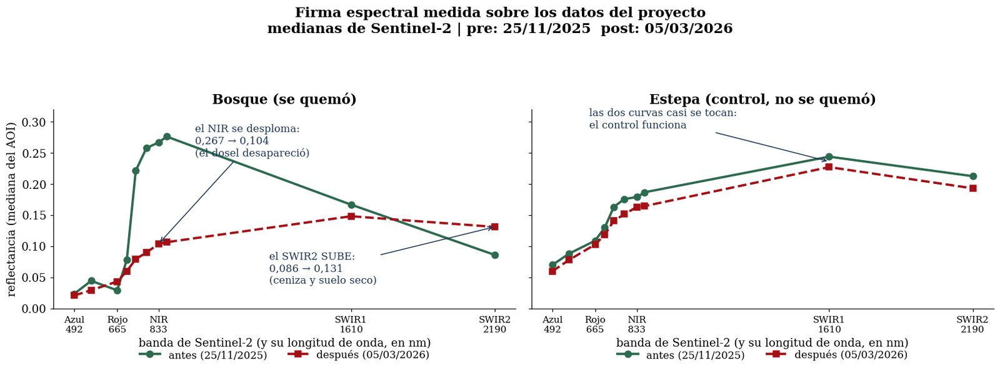 Firma espectral medida sobre los datos del proyecto
medianas de Sentinel-2 | pre: 25/11/2025  post: 05/03/2026
Bosque (se quemó)
reflectancia (mediana del AOI)
0.30
0.25
0.20
0.15
0.10
0.05
0.00
el NIR se desploma:
0,267 → 0,104
(el dosel desapareció)
el SWIR2 SUBE:
0,086 → 0,131
(ceniza y suelo seco)
Azul
492
Rojo
665
NIR
833
SWIR1
1610
SWIR2
2190
banda de Sentinel-2 (y su longitud de onda, en nm)
antes (25/11/2025)
después (05/03/2026)
Estepa (control, no se quemó)
las dos curvas casi se tocan:
el control funciona
Azul
492
Rojo
665
NIR
833
SWIR1
1610
SWIR2
2190
banda de Sentinel-2 (y su longitud de onda, en nm)
antes (25/11/2025)
después (05/03/2026)